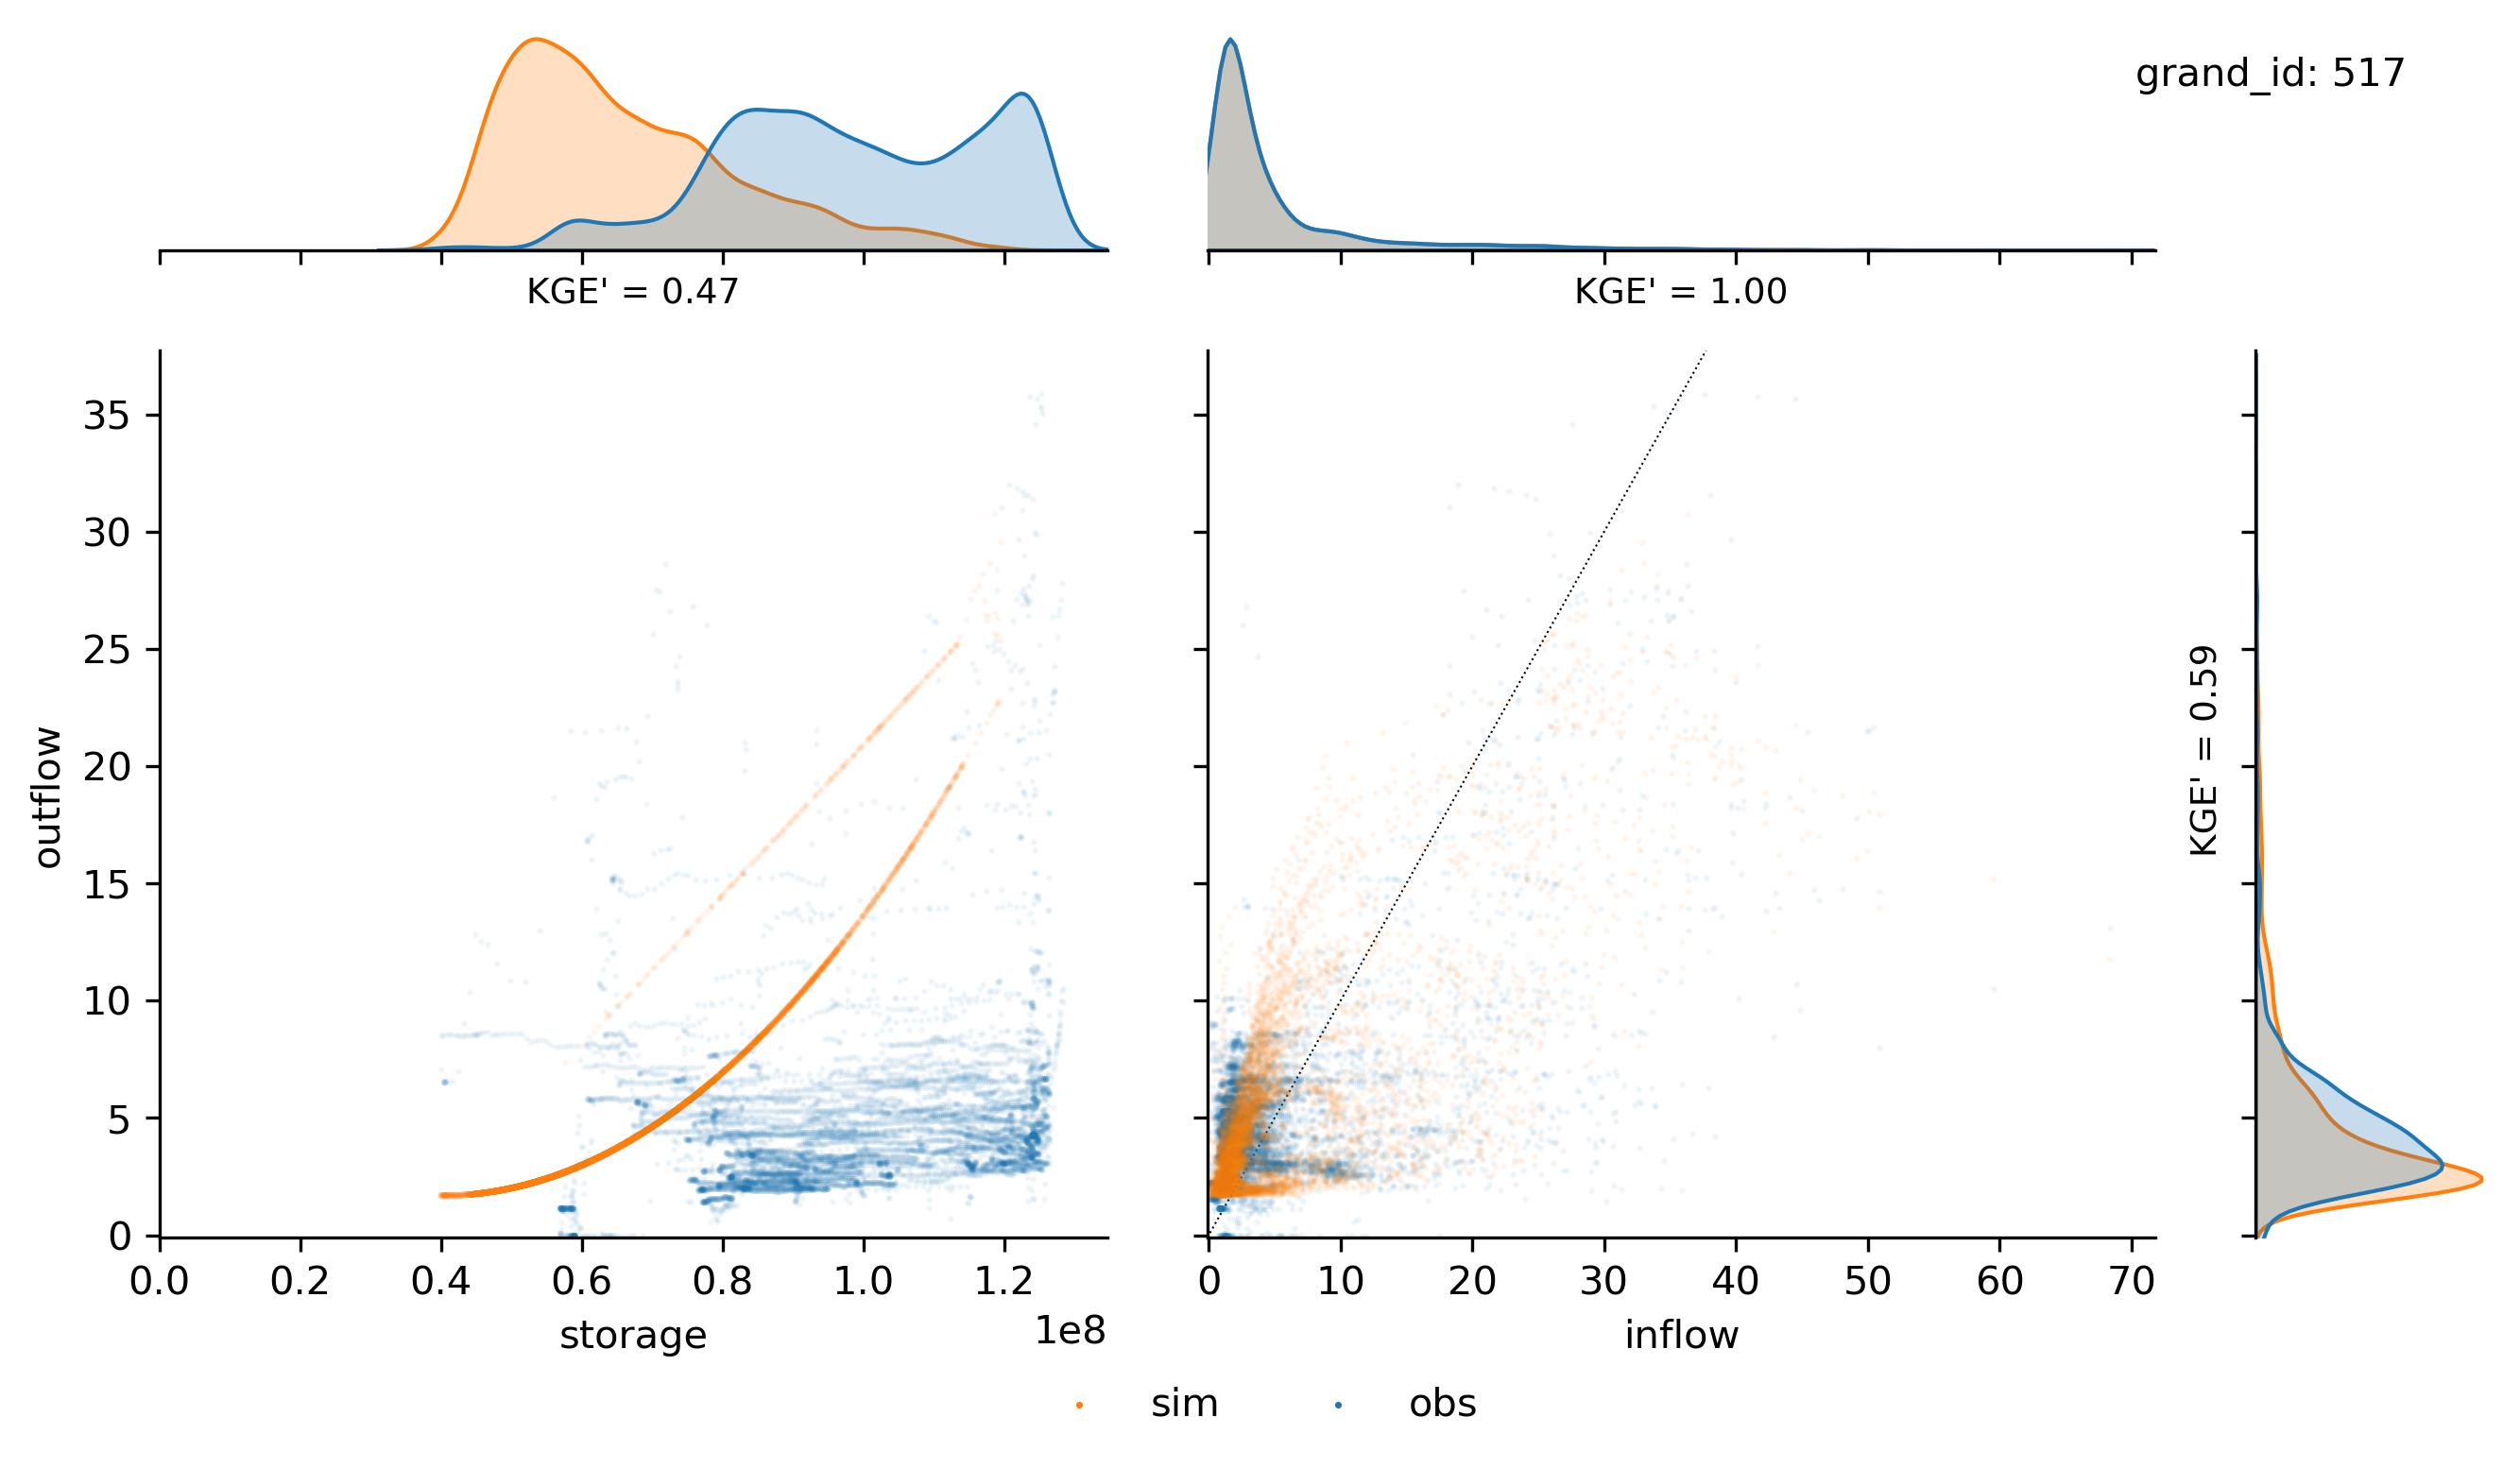 grand_id: 517
KGE' = 0.47
KGE' = 1.00
35
30
25
20
15
10
5
0
outflow
KGE' = 0.59
0.0 0.2 0.4 0.6 0.8 1.0 1.2
1e8
storage
0 10 20 30 40 50 60 70
inflow
sim obs